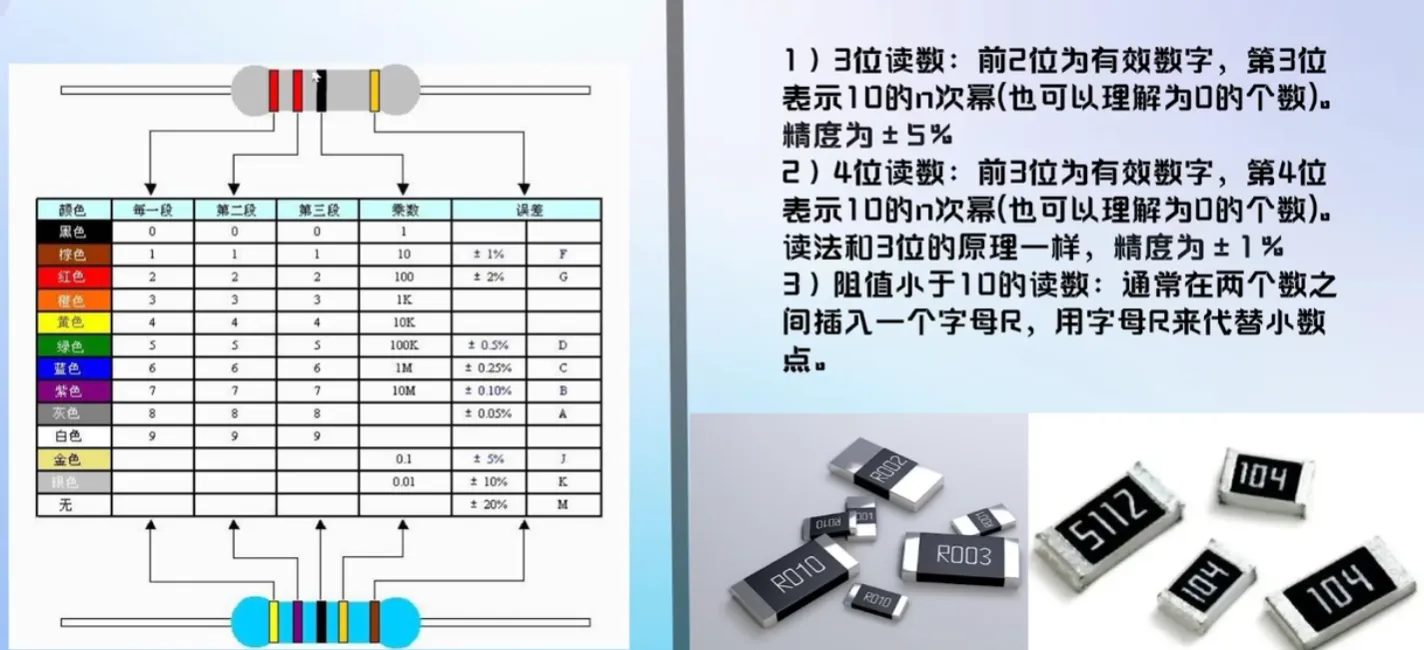 颜色 每一段 第二段 第三段 乘数 误差
黑色 0 0 0 1
棕色 1 1 1 10 ± 1% F
红色 2 2 2 100 ± 2% G
橙色 3 3 3 1K
黄色 4 4 4 10K
绿色 5 5 5 100K ± 0.5% D
蓝色 6 6 6 1M ± 0.25% C
紫色 7 7 7 10M ± 0.10% B
灰色 8 8 8 ± 0.05% A
白色 9 9 9
金色 0.1 ± 5% J
银色 0.01 ± 10% K
无 ± 20% M
1）3位读数：前2位为有效数字，第3位
表示10的n次幂(也可以理解为0的个数)。
精度为±5%
2）4位读数：前3位为有效数字，第4位
表示10的n次幂(也可以理解为0的个数)。
读法和3位的原理一样，精度为±1%
3）阻值小于10的读数：通常在两个数之
间插入一个字母R，用字母R来代替小数
点。
R002
R010
R001
R003
R010
R010
5112
104
104
104